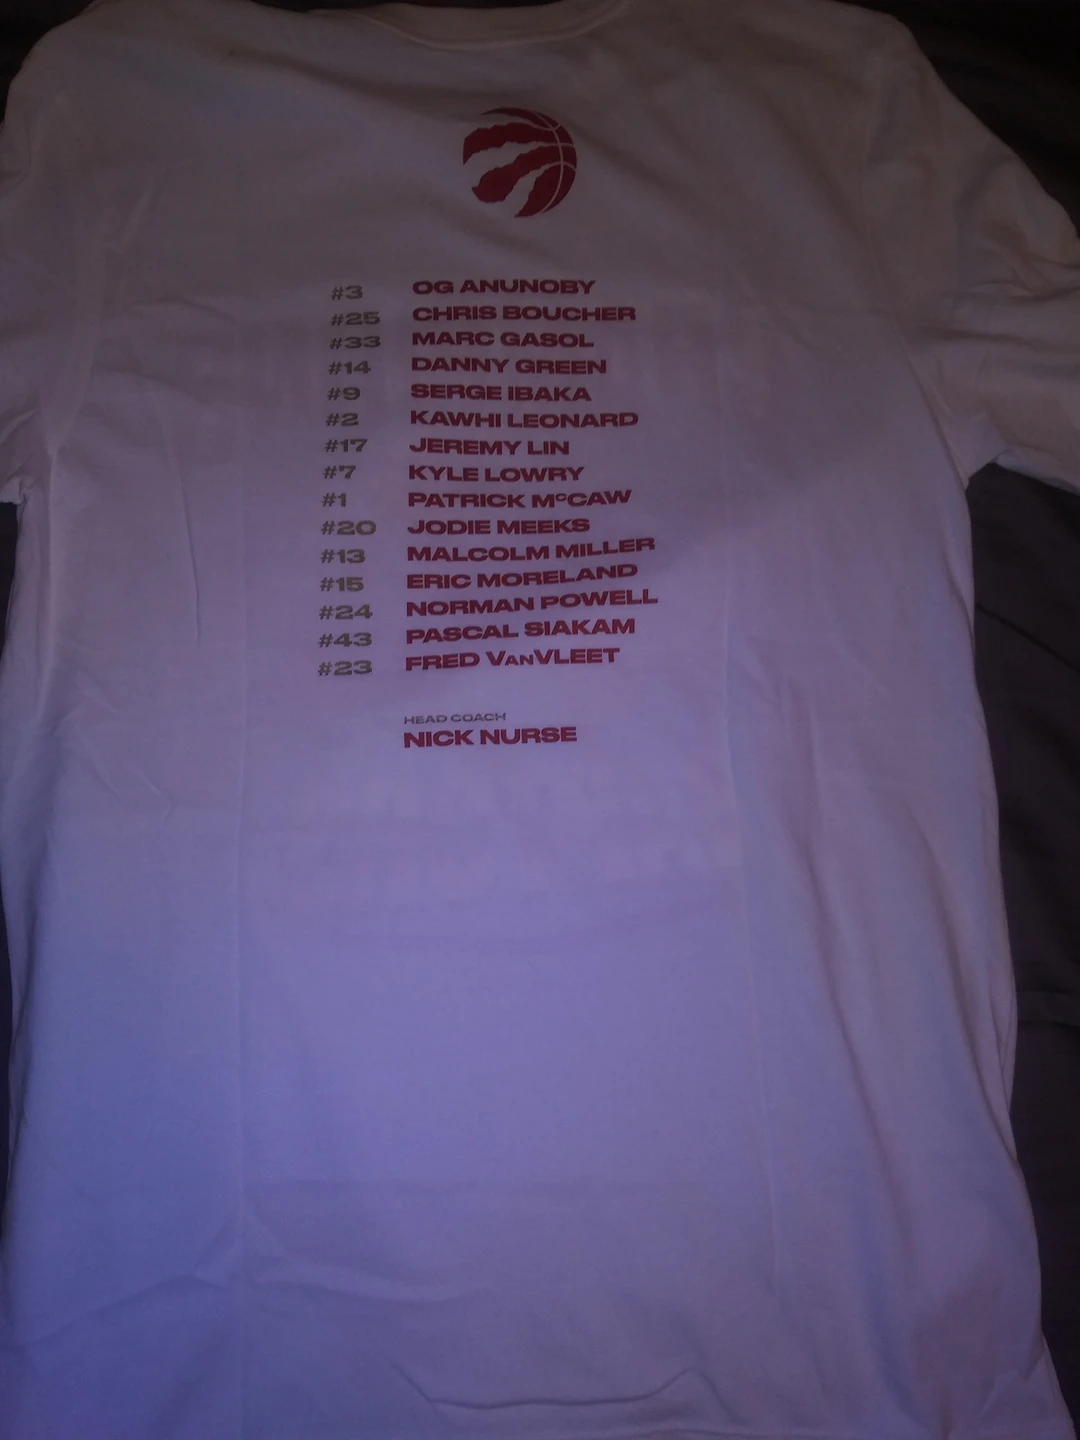 #3 OG ANUNOBY
#25 CHRIS BOUCHER
#33 MARC GASOL
#14 DANNY GREEN
#9 SERGE IBAKA
#2 KAWHI LEONARD
#17 JEREMY LIN
#7 KYLE LOWRY
#1 PATRICK McCAW
#20 JODIE MEEKS
#13 MALCOLM MILLER
#15 ERIC MORELAND
#24 NORMAN POWELL
#43 PASCAL SIAKAM
#23 FRED VANVLEET
HEAD COACH
NICK NURSE